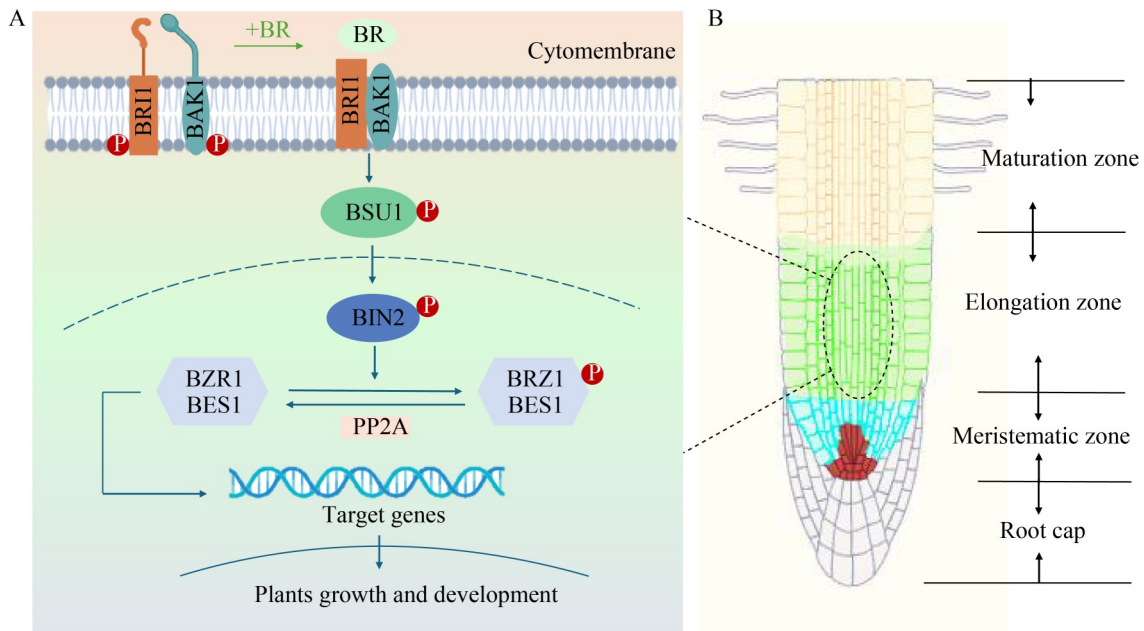 A
+BR
BR
Cytomembrane
BRI1
BAK1
BRI1
BAK1
P
P
BSU1
P
BIN2
P
BZR1
BES1
BRZ1
BES1
P
PP2A
Target genes
Plants growth and development
B
Maturation zone
Elongation zone
Meristematic zone
Root cap